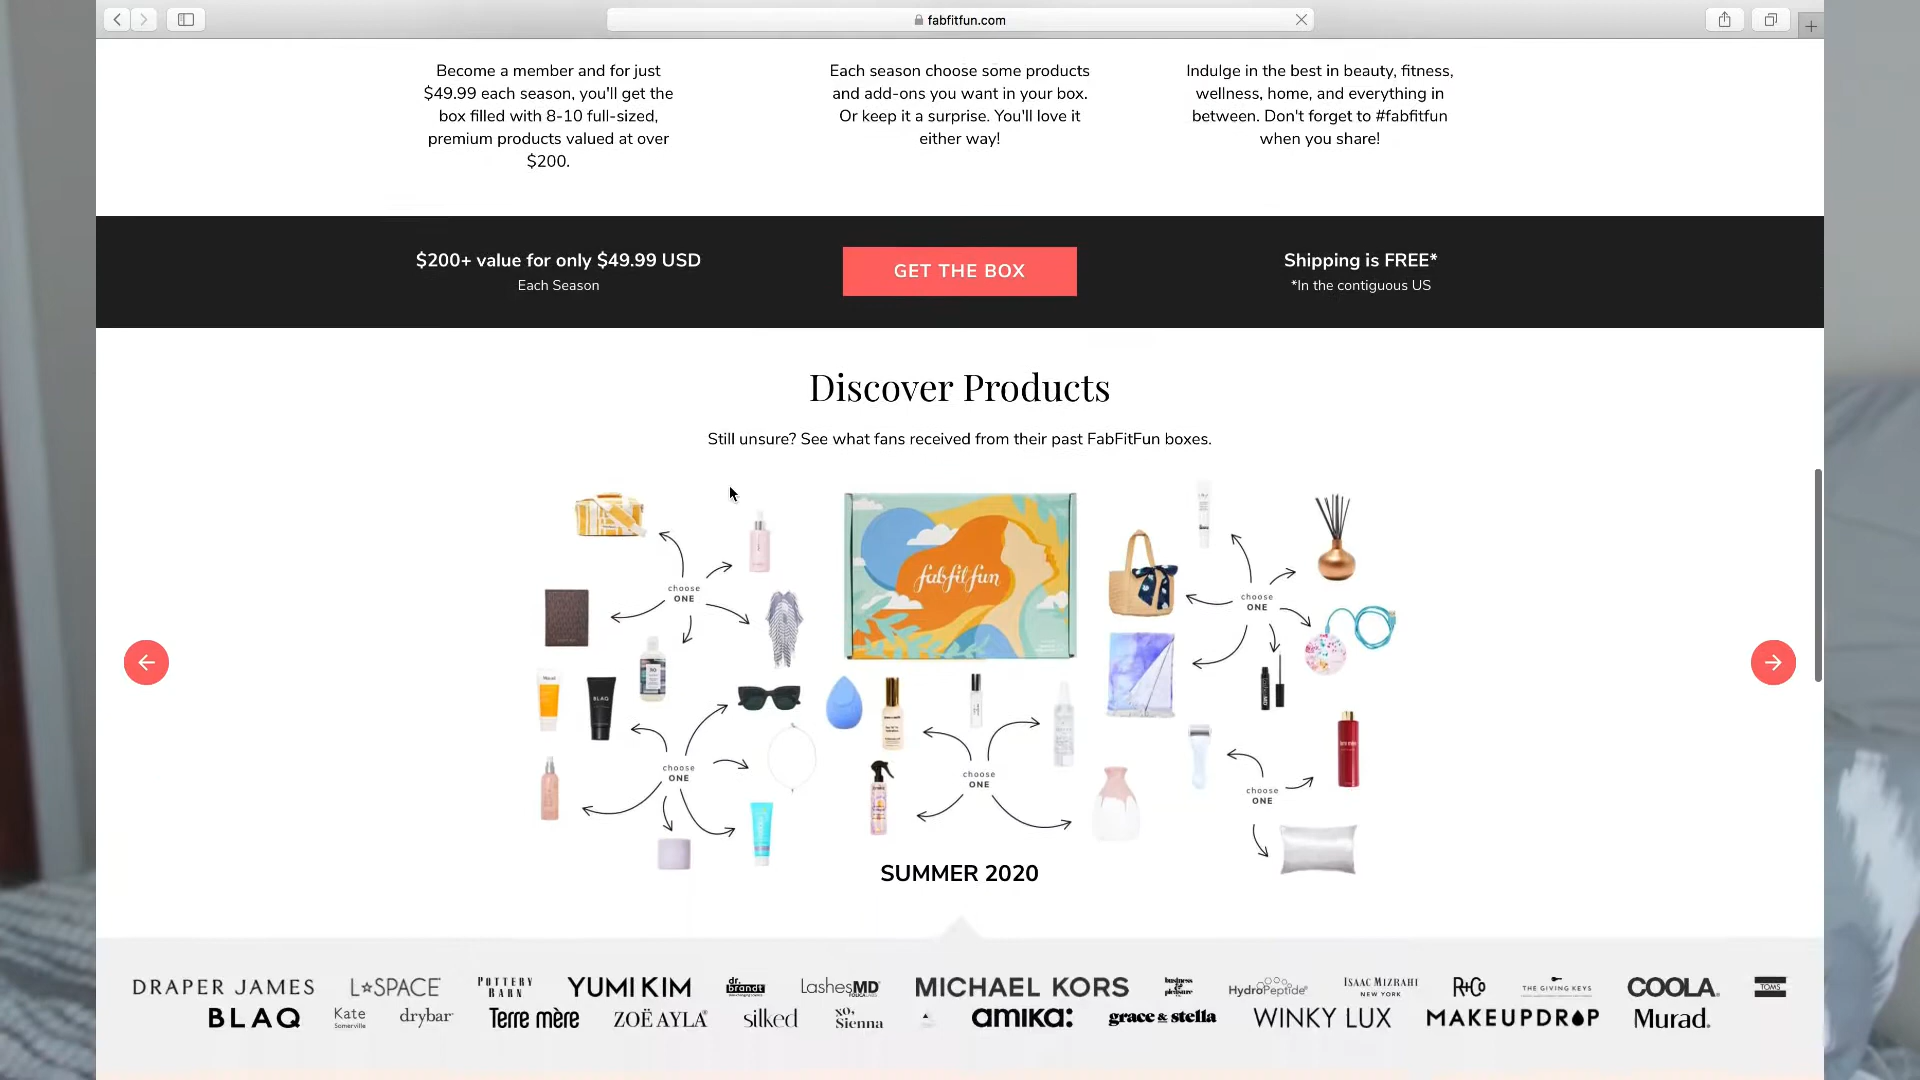 fabfitfun.com
Become a member and for just
$49.99 each season, you'll get the
box filled with 8-10 full-sized,
premium products valued at over
$200.
Each season choose some products
and add-ons you want in your box.
Or keep it a surprise. You'll love it
either way!
Indulge in the best in beauty, fitness,
wellness, home, and everything in
between. Don't forget to #fabfitfun
when you share!
$200+ value for only $49.99 USD
Each Season
GET THE BOX
Shipping is FREE*
*In the contiguous US
Discover Products
Still unsure? See what fans received from their past FabFitFun boxes.
fabfitfun
choose
ONE
choose
ONE
BLAQ
choose
ONE
choose
ONE
choose
ONE
SUMMER 2020
DRAPER JAMES
L*SPACE
POTTERY
BARN
YUMI KIM
dr.
brandt
LashesMD
MICHAEL KORS
business
&
pleasure
HydroPeptide
ISAAC MIZRAHI
NEW YORK
R+Co
THE GIVING KEYS
COOLA
TOMS
BLAQ
Kate
Somerville
drybar
Terre mère
ZOË AYLA
silked
xo,
Sienna
amika:
grace & stella
WINKY LUX
MAKEUPDROP
Murad.